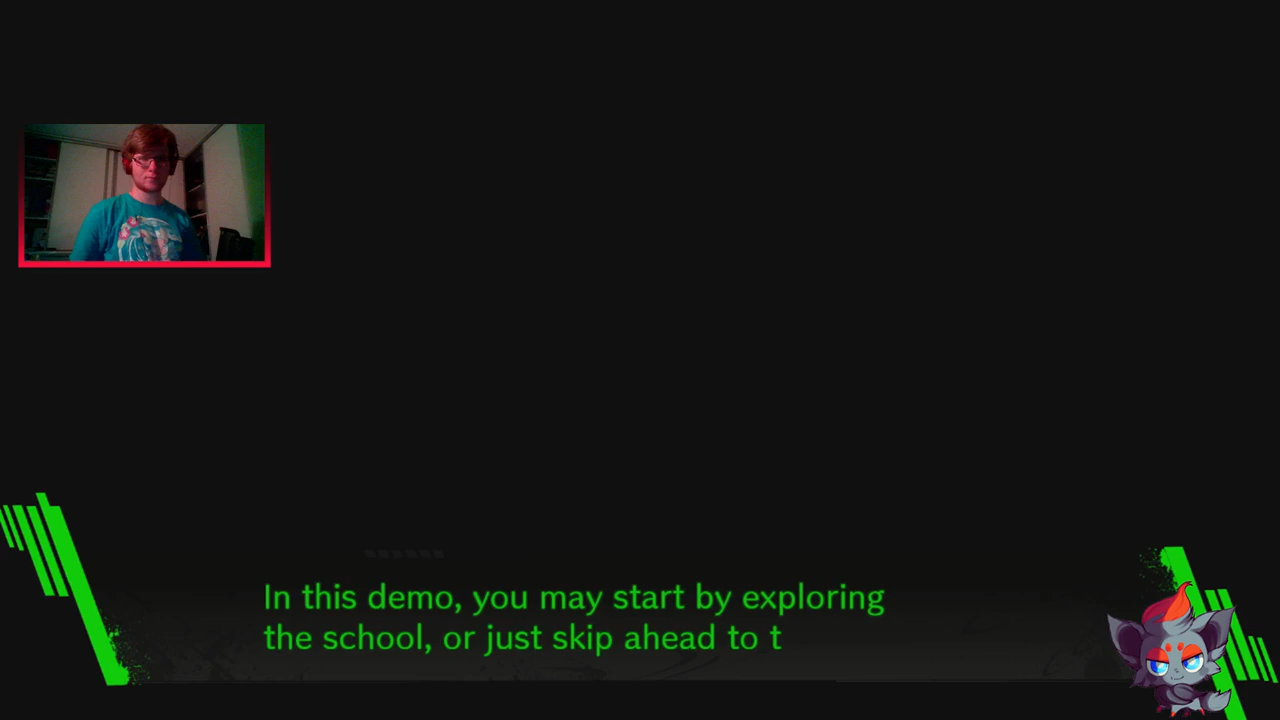 In this demo, you may start by exploring
the school, or just skip ahead to t